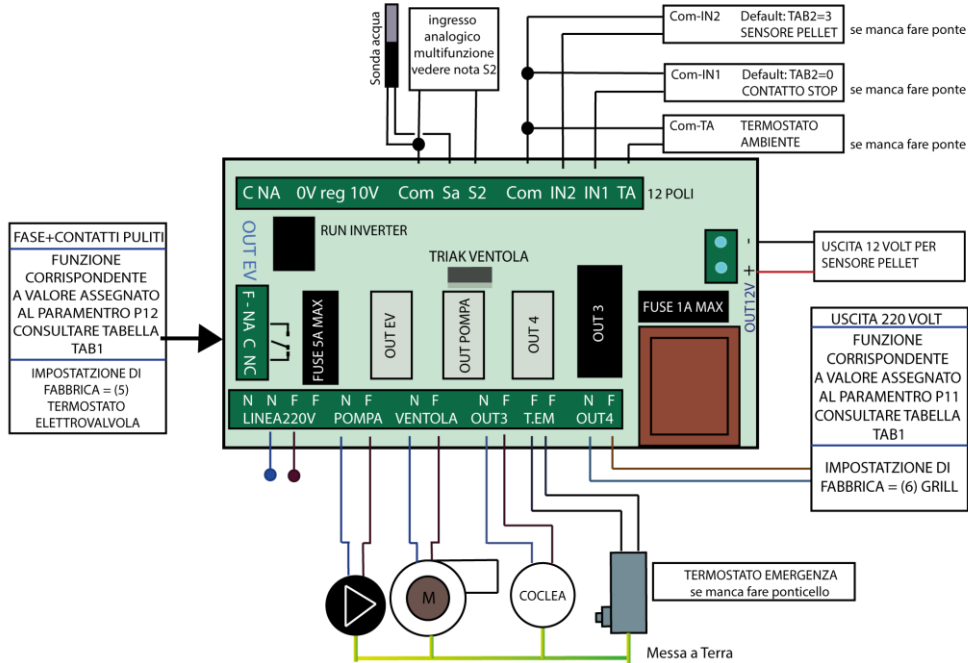 Sonda acqua
ingresso
analogico
multifunzione
vedere nota S2
Com-IN2 Default: TAB2=3
SENSORE PELLET
se manca fare ponte
Com-IN1 Default: TAB2=0
CONTATTO STOP
se manca fare ponte
Com-TA TERMOSTATO
AMBIENTE
se manca fare ponte
C NA 0V reg 10V Com Sa S2 Com IN2 IN1 TA
12 POLI
RUN INVERTER
TRIAK VENTOLA
OUT EV
F - NA C NC
FUSE 5A MAX
OUT EV
OUT POMPA
OUT 4
OUT 3
FUSE 1A MAX
- +
OUT12V
USCITA 12 VOLT PER
SENSORE PELLET
FASE+CONTATTI PULITI
FUNZIONE
CORRISPONDENTE
A VALORE ASSEGNATO
AL PARAMENTRO P12
CONSULTARE TABELLA
TAB1
IMPOSTATZIONE DI
FABBRICA = (5)
TERMOSTATO
ELETTROVALVOLA
USCITA 220 VOLT
FUNZIONE
CORRISPONDENTE
A VALORE ASSEGNATO
AL PARAMENTRO P11
CONSULTARE TABELLA
TAB1
IMPOSTATZIONE DI
FABBRICA = (6) GRILL
N N F F N F N F N F F F N F
LINEA220V POMPA VENTOLA OUT3 T.EM OUT4
M
COCLEA
TERMOSTATO EMERGENZA
se manca fare ponticello
Messa a Terra